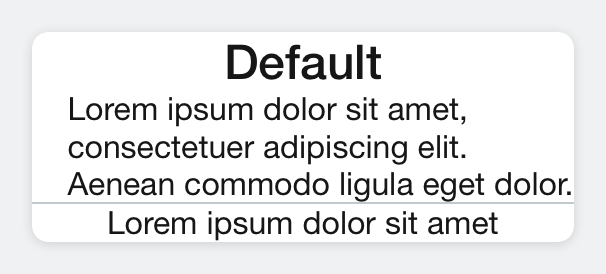 Default
Lorem ipsum dolor sit amet,
consectetuer adipiscing elit.
Aenean commodo ligula eget dolor.
Lorem ipsum dolor sit amet